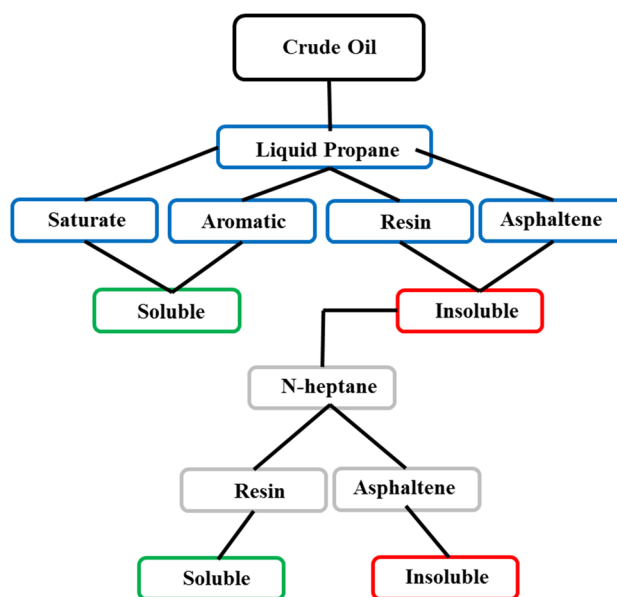 Crude Oil
Liquid Propane
Saturate
Aromatic
Resin
Asphaltene
Soluble
Insoluble
N-heptane
Resin
Asphaltene
Soluble
Insoluble